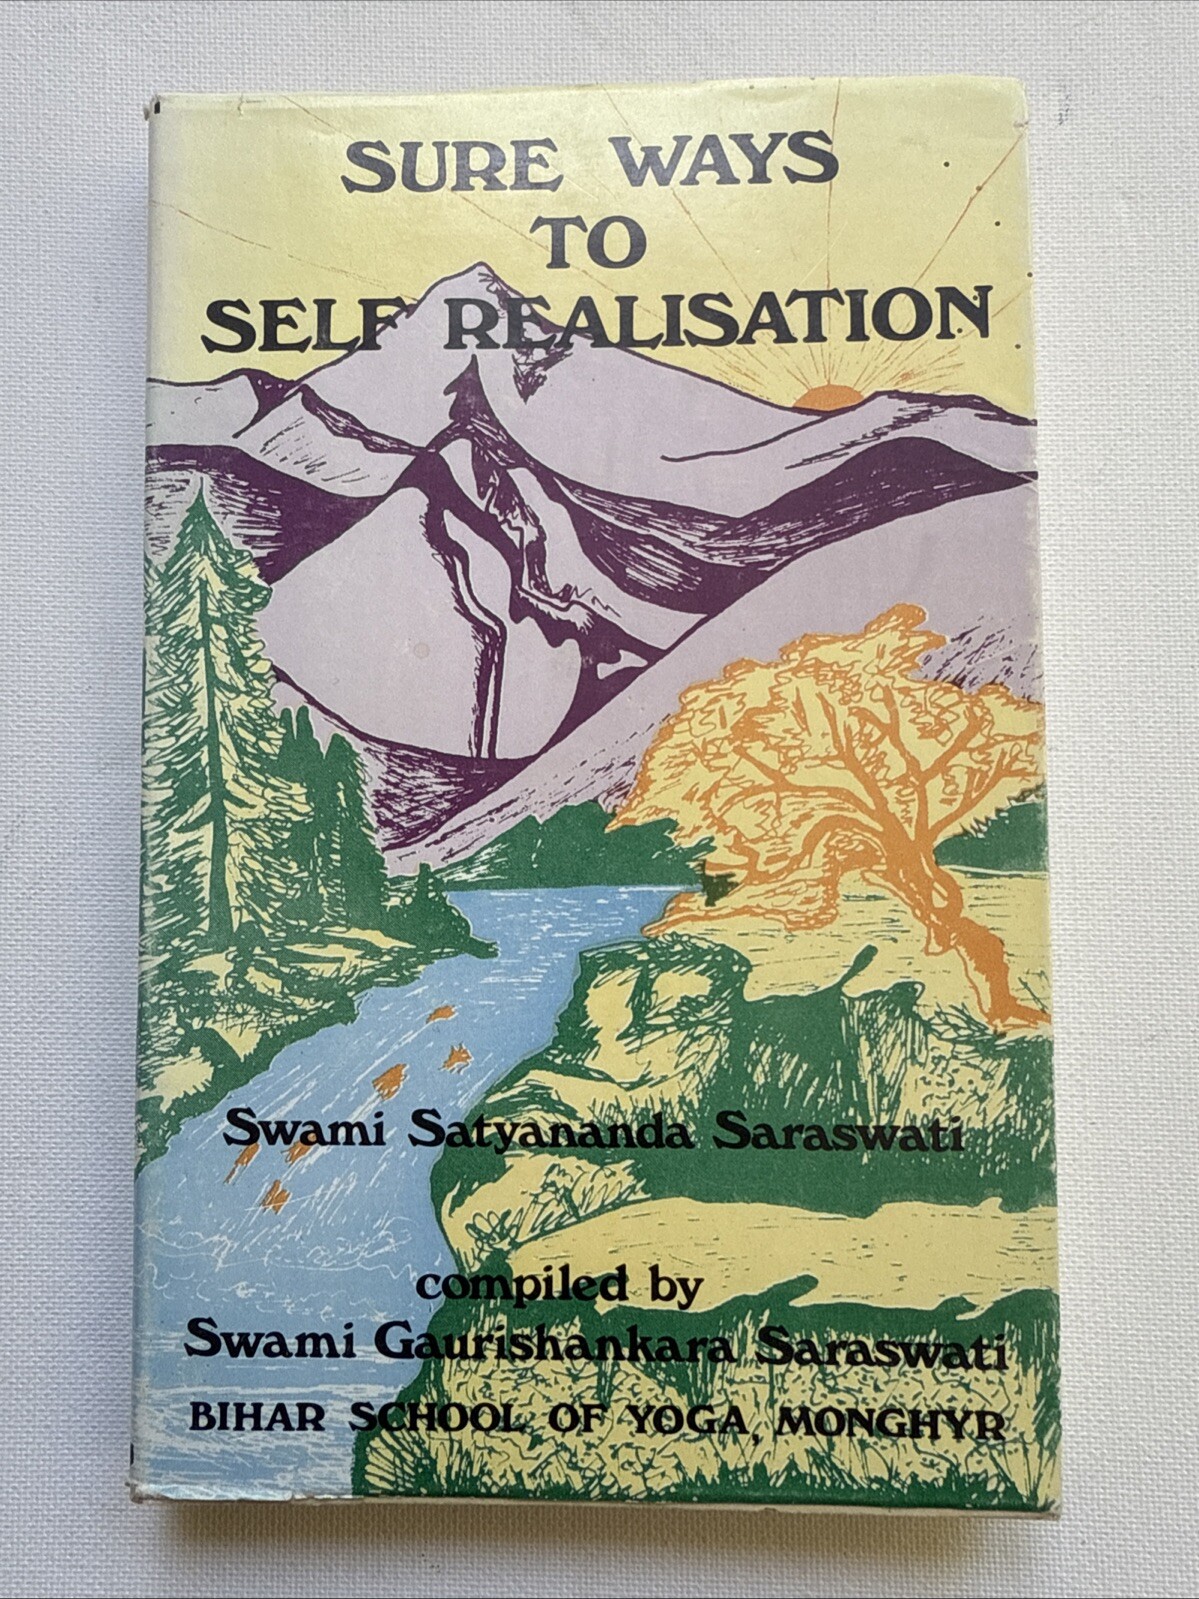 SURE WAYS
TO
SELF REALISATION
Swami Satyananda Saraswati
compiled by
Swami Gaurishankara Saraswati
BIHAR SCHOOL OF YOGA, MONGHYR